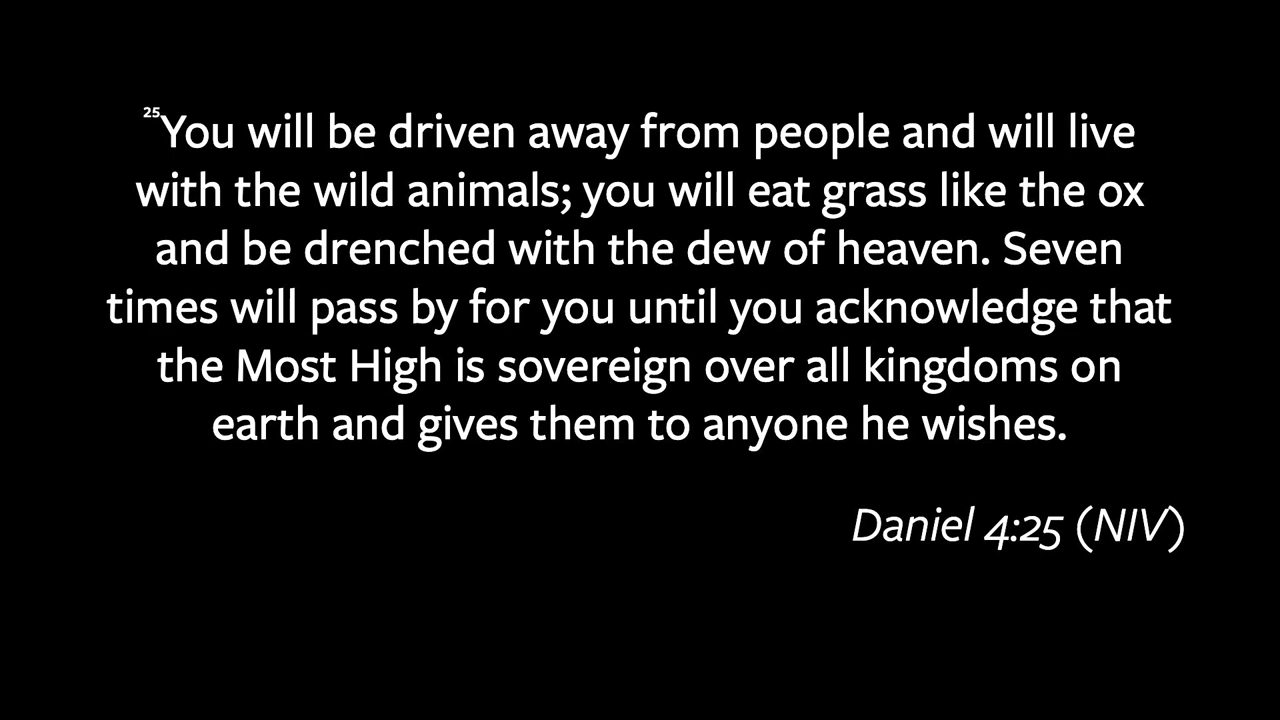 25You will be driven away from people and will live
with the wild animals; you will eat grass like the ox
and be drenched with the dew of heaven. Seven
times will pass by for you until you acknowledge that
the Most High is sovereign over all kingdoms on
earth and gives them to anyone he wishes.
Daniel 4:25 (NIV)